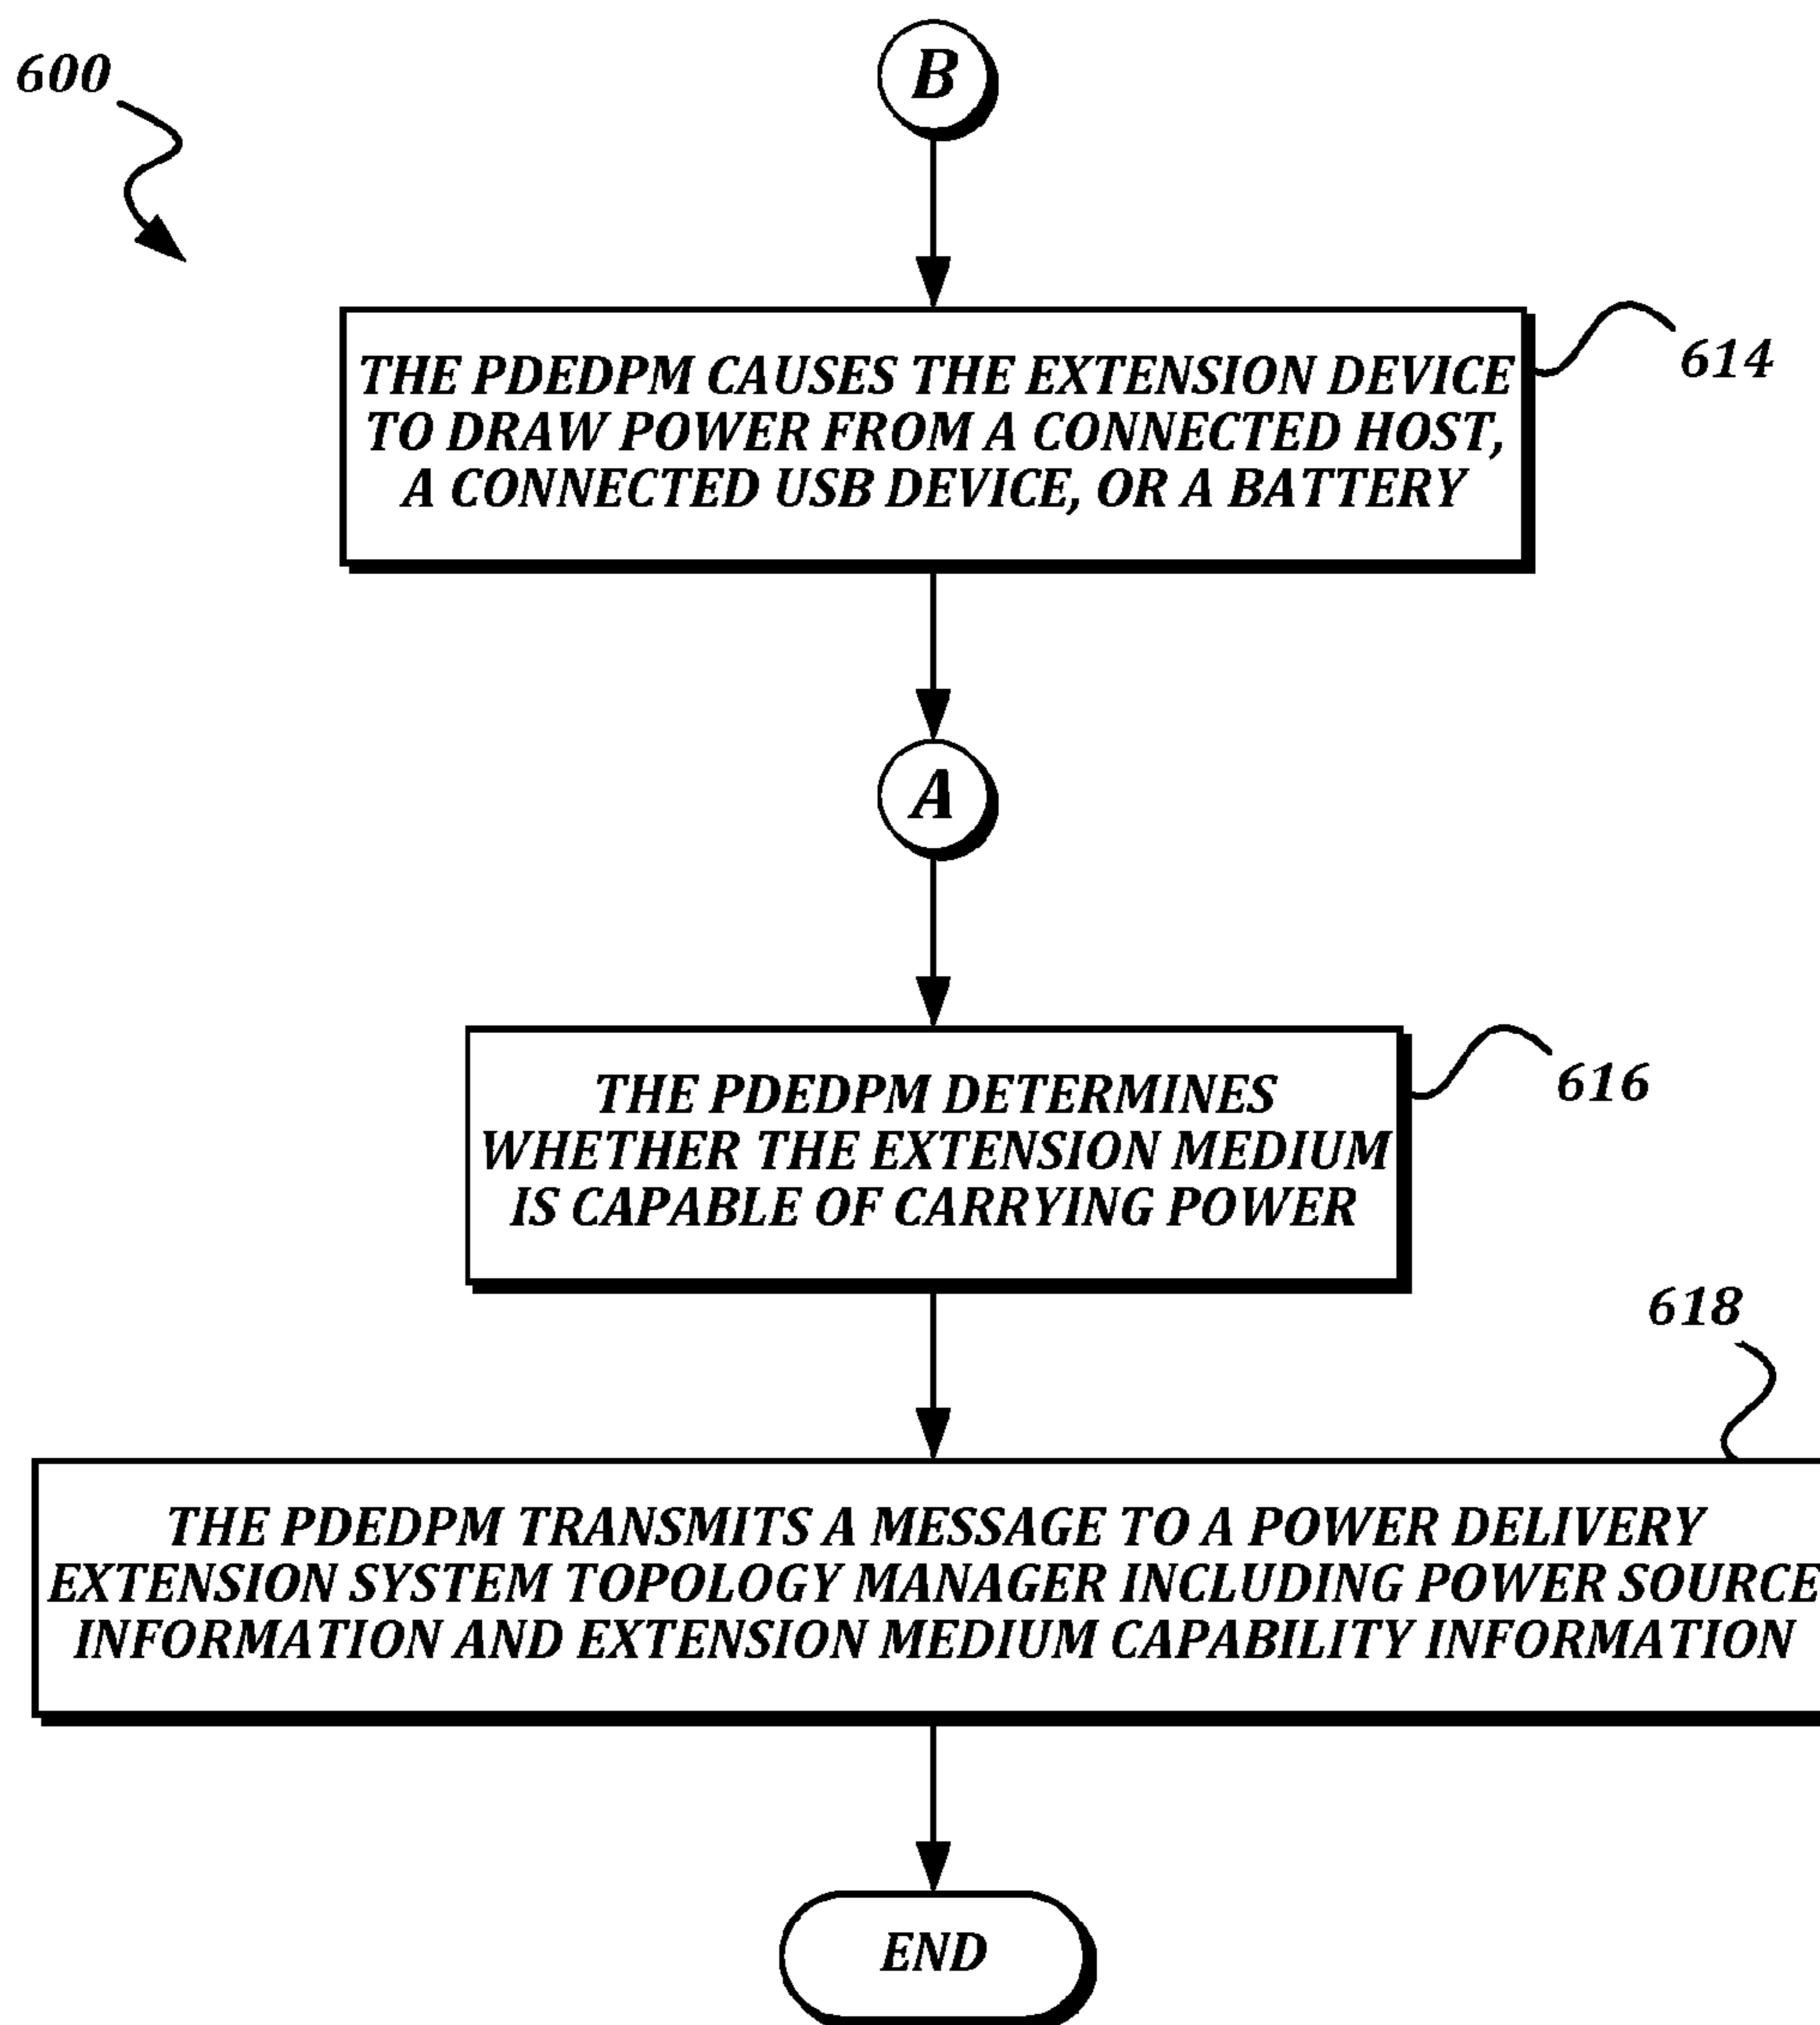 600
B
THE PDEDPM CAUSES THE EXTENSION DEVICE
TO DRAW POWER FROM A CONNECTED HOST,
A CONNECTED USB DEVICE, OR A BATTERY
614
A
THE PDEDPM DETERMINES
WHETHER THE EXTENSION MEDIUM
IS CAPABLE OF CARRYING POWER
616
618
THE PDEDPM TRANSMITS A MESSAGE TO A POWER DELIVERY
EXTENSION SYSTEM TOPOLOGY MANAGER INCLUDING POWER SOURCE
INFORMATION AND EXTENSION MEDIUM CAPABILITY INFORMATION
END